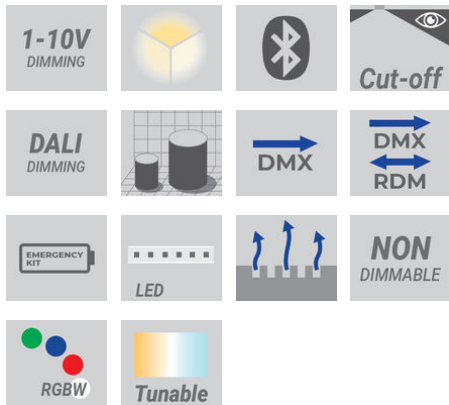 1-10V
DIMMING
Cut-off
DALI
DIMMING
DMX
DMX
RDM
EMERGENCY
KIT
LED
NON
DIMMABLE
RGBW
Tunable